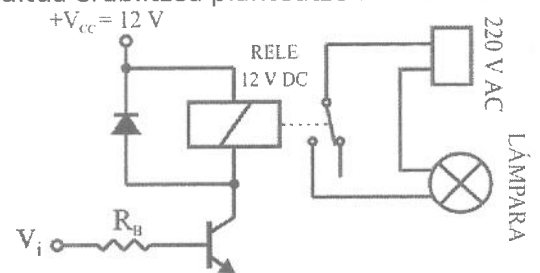 +V_cc = 12 V
RELE
12 V DC
220 V AC
LÁMPARA
R_B
V_i